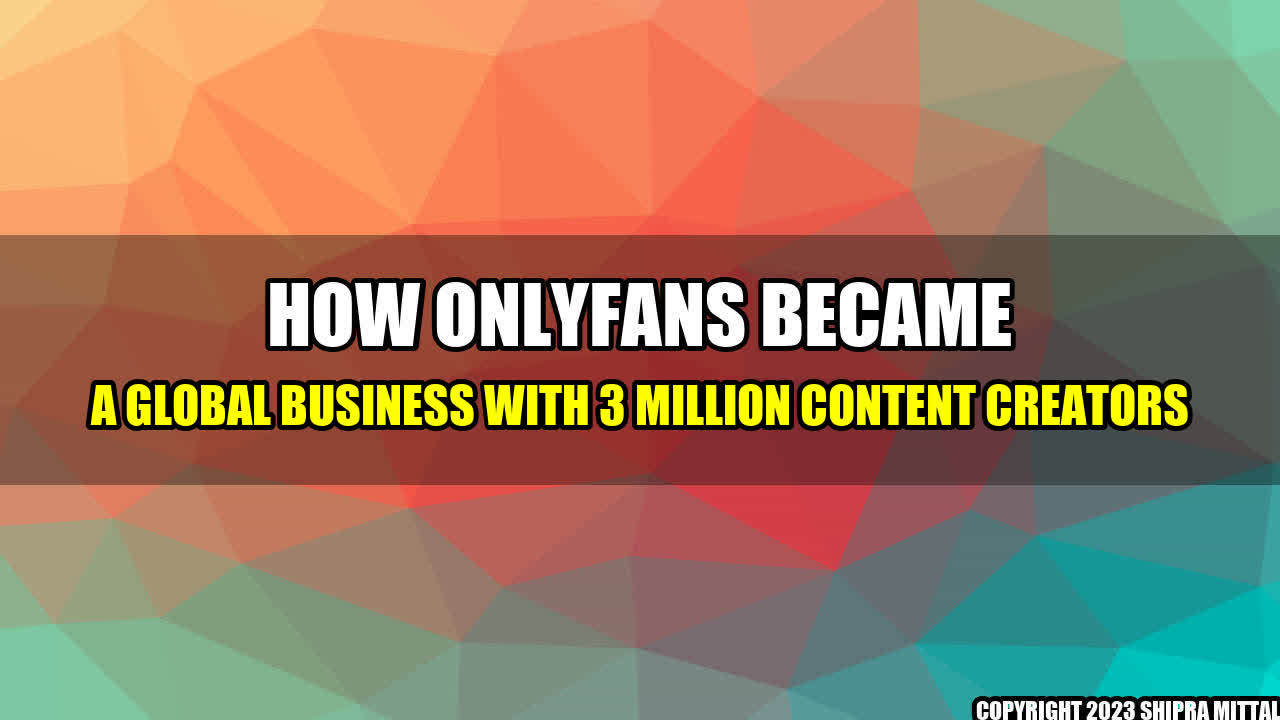 HOW ONLYFANS BECAME
A GLOBAL BUSINESS WITH 3 MILLION CONTENT CREATORS
COPYRIGHT 2023 SHIPRA MITTAL